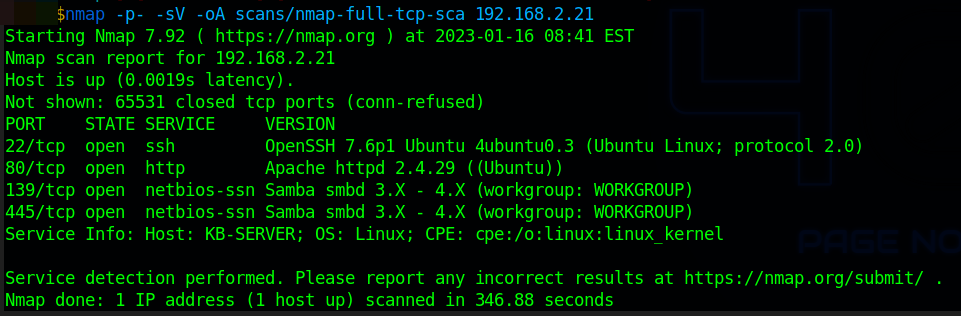 $nmap -p- -sV -oA scans/nmap-full-tcp-sca 192.168.2.21
Starting Nmap 7.92 ( https://nmap.org ) at 2023-01-16 08:41 EST
Nmap scan report for 192.168.2.21
Host is up (0.0019s latency).
Not shown: 65531 closed tcp ports (conn-refused)
PORT    STATE SERVICE     VERSION
22/tcp  open  ssh         OpenSSH 7.6p1 Ubuntu 4ubuntu0.3 (Ubuntu Linux; protocol 2.0)
80/tcp  open  http        Apache httpd 2.4.29 ((Ubuntu))
139/tcp open  netbios-ssn Samba smbd 3.X - 4.X (workgroup: WORKGROUP)
445/tcp open  netbios-ssn Samba smbd 3.X - 4.X (workgroup: WORKGROUP)
Service Info: Host: KB-SERVER; OS: Linux; CPE: cpe:/o:linux:linux_kernel
PAGE NO
Service detection performed. Please report any incorrect results at https://nmap.org/submit/ .
Nmap done: 1 IP address (1 host up) scanned in 346.88 seconds